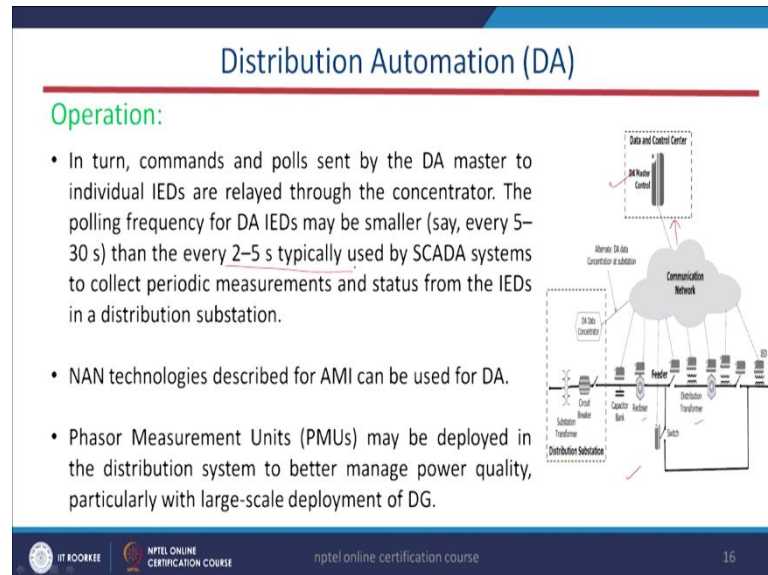 Distribution Automation (DA)
Operation:
• In turn, commands and polls sent by the DA master to
individual IEDs are relayed through the concentrator. The
polling frequency for DA IEDs may be smaller (say, every 5–
30 s) than the every 2–5 s typically used by SCADA systems
to collect periodic measurements and status from the IEDs
in a distribution substation.
• NAN technologies described for AMI can be used for DA.
• Phasor Measurement Units (PMUs) may be deployed in
the distribution system to better manage power quality,
particularly with large-scale deployment of DG.
Data and Control Center
DA Master
Control
Alternate DA data
Concentration at substation
Communication
Network
DA Data
Concentrator
IED
Feeder
Substation
Transformer
Circuit
Breaker
Capacitor
Bank
Recloser
Distribution
Transformer
Switch
Distribution Substation
IIT ROORKEE
NPTEL ONLINE
CERTIFICATION COURSE
nptel online certification course
16